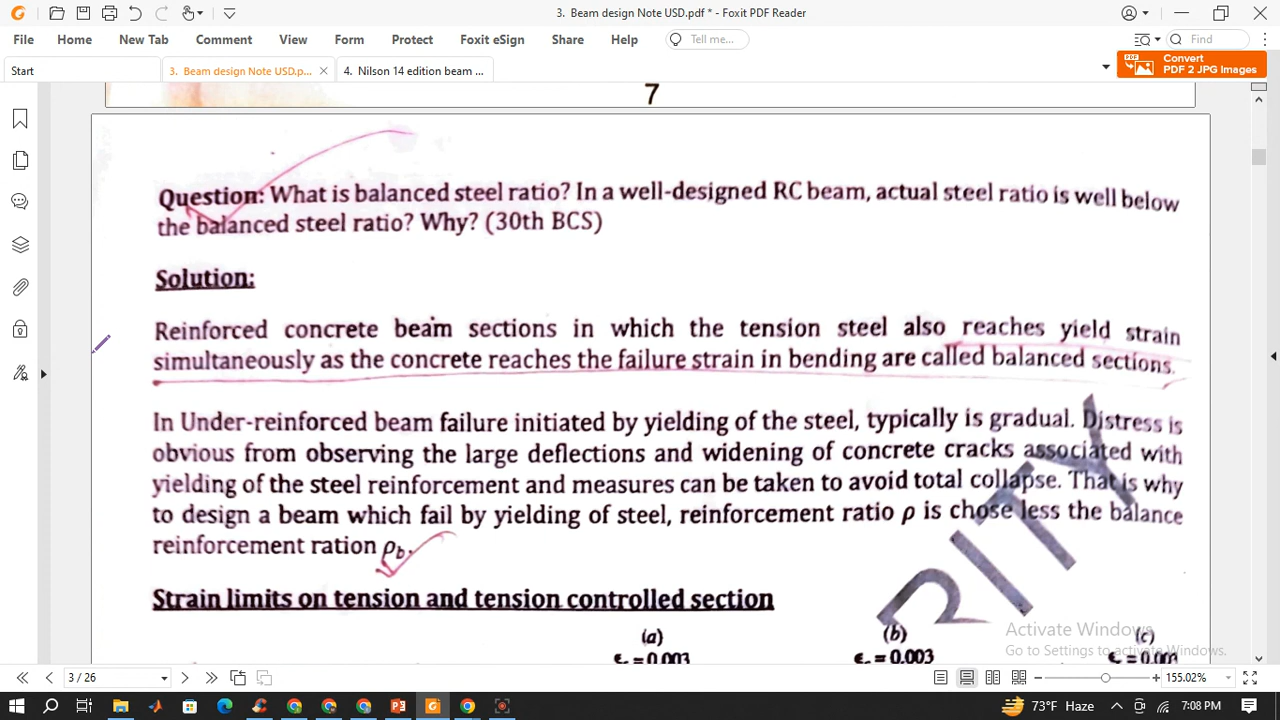 3. Beam design Note USD.pdf * - Foxit PDF Reader
File Home New Tab Comment View Form Protect Foxit eSign Share Help Tell me... Find
Start 3. Beam design Note USD.p... 4. Nilson 14 edition beam ... Convert
PDF 2 JPG Images
7
Question: What is balanced steel ratio? In a well-designed RC beam, actual steel ratio is well below
the balanced steel ratio? Why? (30th BCS)
Solution:
Reinforced concrete beam sections in which the tension steel also reaches yield strain
simultaneously as the concrete reaches the failure strain in bending are called balanced sections.
In Under-reinforced beam failure initiated by yielding of the steel, typically is gradual. Distress is
obvious from observing the large deflections and widening of concrete cracks associated with
yielding of the steel reinforcement and measures can be taken to avoid total collapse. That is why
to design a beam which fail by yielding of steel, reinforcement ratio ρ is chose less the balance
reinforcement ration ρb.
Strain limits on tension and tension controlled section
(a) (b) (c)
= 0.003 = 0.003
RITY
Activate Windows
Go to Settings to activate Windows.
3 / 26 155.02%
73°F Haze 7:08 PM